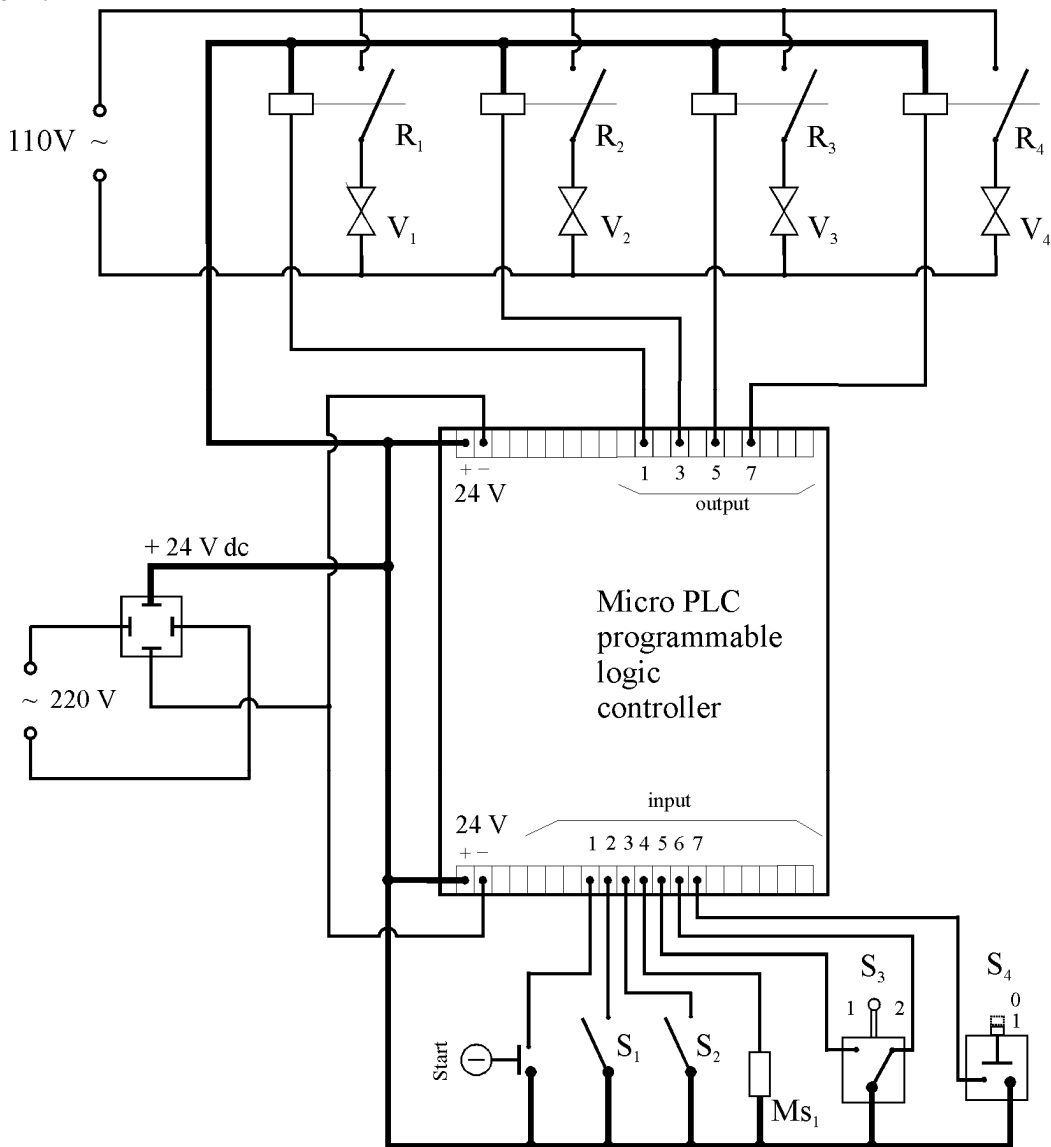 110V ~
R1 R2 R3 R4
V1 V2 V3 V4
1 3 5 7
+ −
24 V
output
+ 24 V dc
Micro PLC
programmable
logic
controller
~ 220 V
input
24 V
1 2 3 4 5 6 7
+ −
S3 S4
1 2
0
1
Start
S1 S2
Ms1